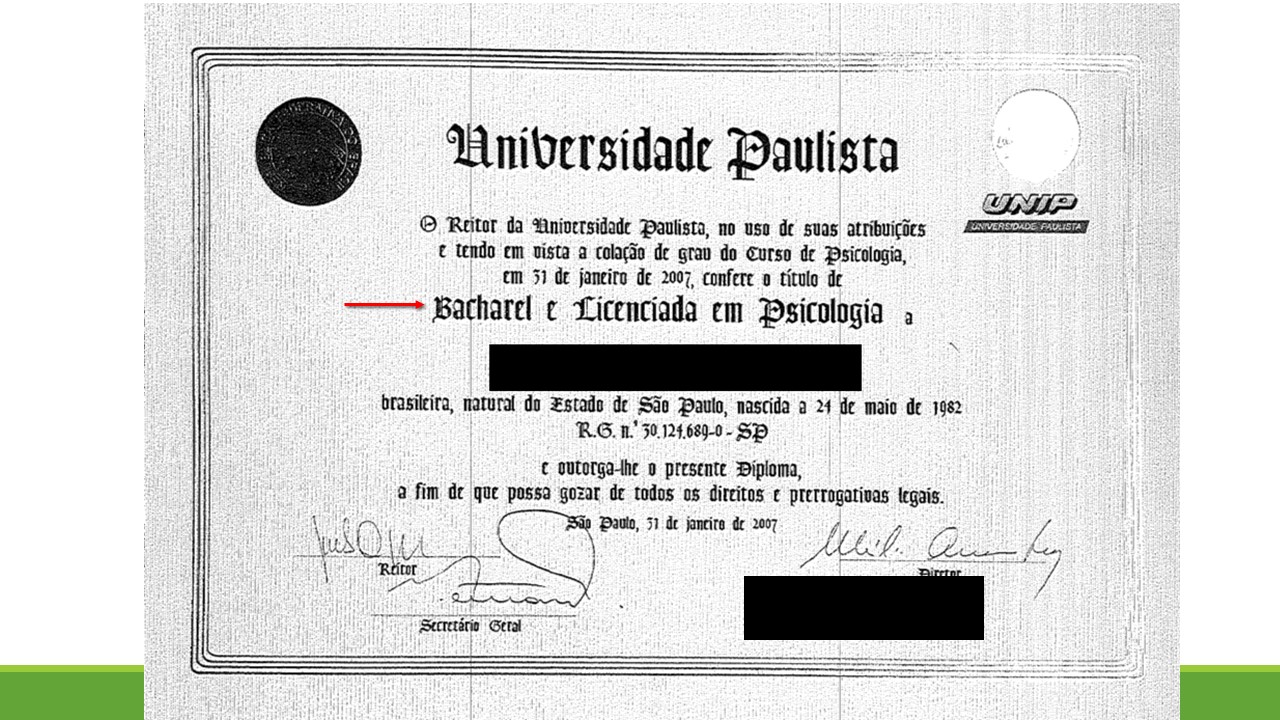 Universidade Paulista
UNIP
UNIVERSIDADE PAULISTA
O Reitor da Universidade Paulista, no uso de suas atribuições
e tendo em vista a colação de grau do Curso de Psicologia,
em 31 de janeiro de 2007, confere o título de
Bacharel e Licenciada em Psicologia a
brasileira, natural do Estado de São Paulo, nascida a 24 de maio de 1982
R.G. n.º 30.124.689-0 - SP
e outorga-lhe o presente Diploma,
a fim de que possa gozar de todos os direitos e prerrogativas legais.
São Paulo, 31 de janeiro de 2007
Reitor
Diretor
Secretário Geral